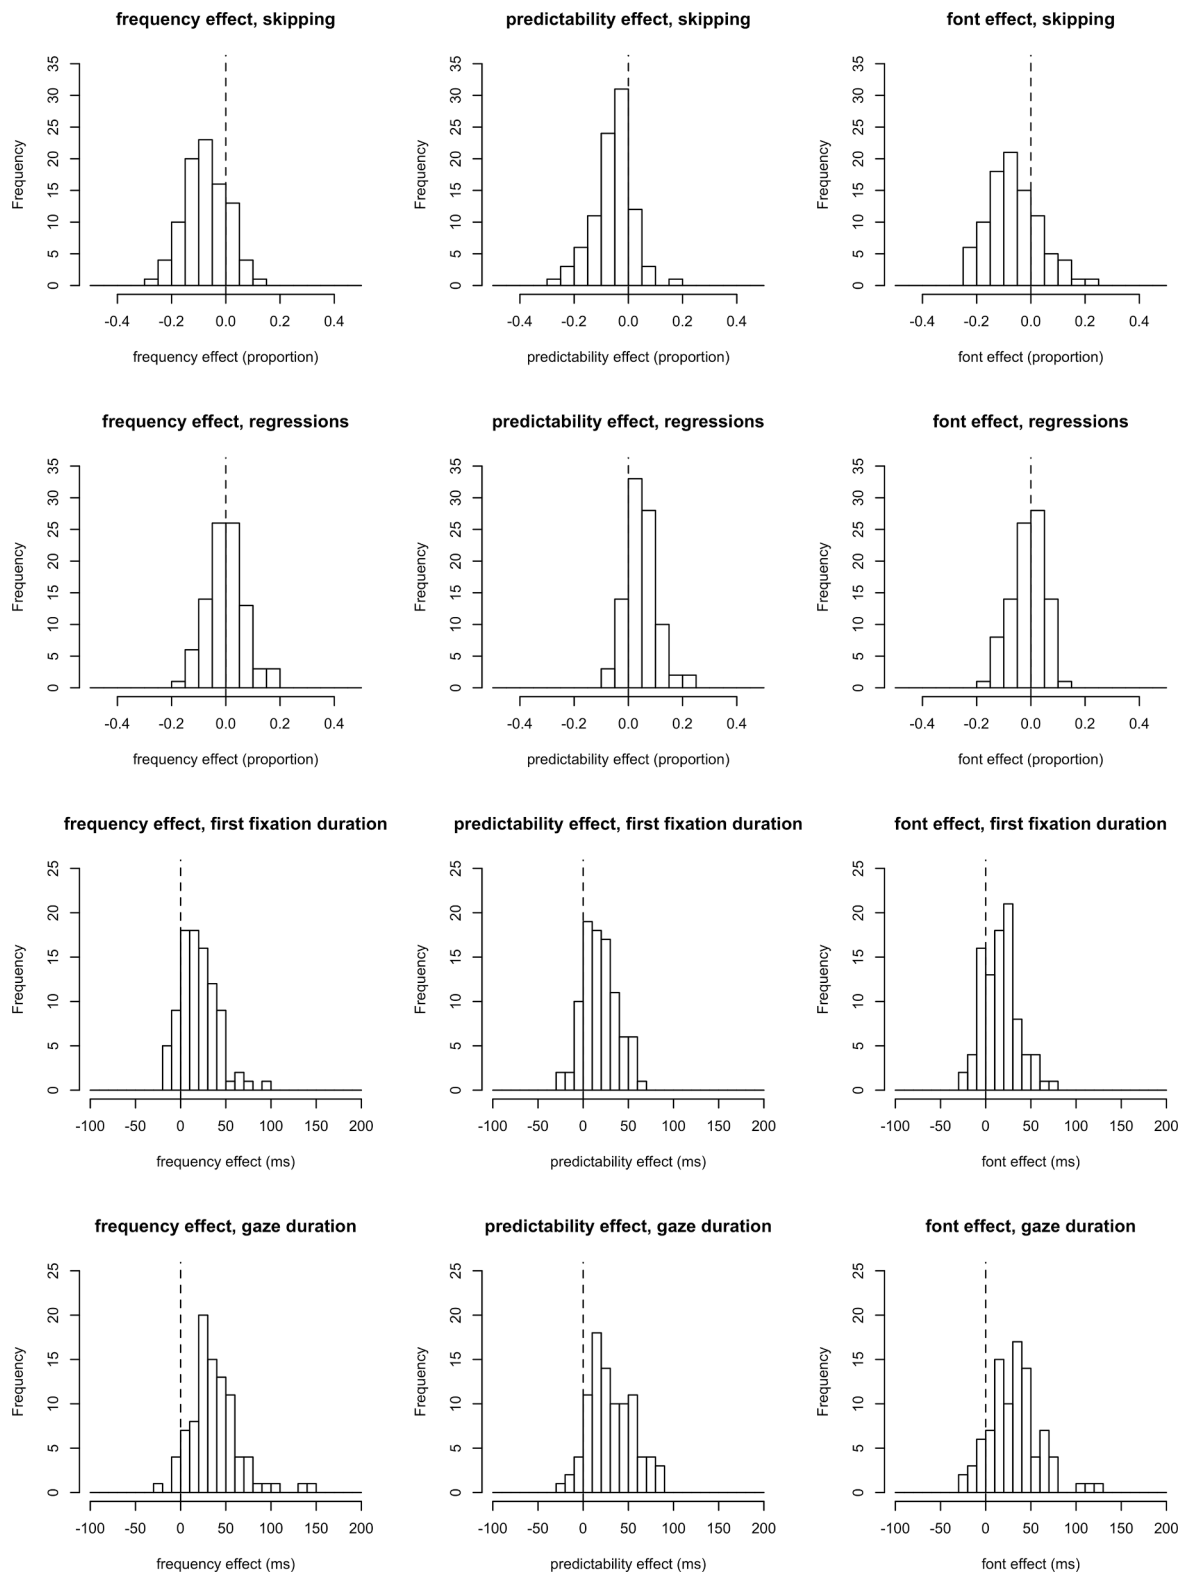 frequency effect, skipping
35
30
25
20
15
10
5
0
Frequency
-0.4 -0.2 0.0 0.2 0.4
frequency effect (proportion)
predictability effect, skipping
35
30
25
20
15
10
5
0
Frequency
-0.4 -0.2 0.0 0.2 0.4
predictability effect (proportion)
font effect, skipping
35
30
25
20
15
10
5
0
Frequency
-0.4 -0.2 0.0 0.2 0.4
font effect (proportion)
frequency effect, regressions
35
30
25
20
15
10
5
0
Frequency
-0.4 -0.2 0.0 0.2 0.4
frequency effect (proportion)
predictability effect, regressions
35
30
25
20
15
10
5
0
Frequency
-0.4 -0.2 0.0 0.2 0.4
predictability effect (proportion)
font effect, regressions
35
30
25
20
15
10
5
0
Frequency
-0.4 -0.2 0.0 0.2 0.4
font effect (proportion)
frequency effect, first fixation duration
25
20
15
10
5
0
Frequency
-100 -50 0 50 100 150 200
frequency effect (ms)
predictability effect, first fixation duration
25
20
15
10
5
0
Frequency
-100 -50 0 50 100 150 200
predictability effect (ms)
font effect, first fixation duration
25
20
15
10
5
0
Frequency
-100 -50 0 50 100 150 200
font effect (ms)
frequency effect, gaze duration
25
20
15
10
5
0
Frequency
-100 -50 0 50 100 150 200
frequency effect (ms)
predictability effect, gaze duration
25
20
15
10
5
0
Frequency
-100 -50 0 50 100 150 200
predictability effect (ms)
font effect, gaze duration
25
20
15
10
5
0
Frequency
-100 -50 0 50 100 150 200
font effect (ms)